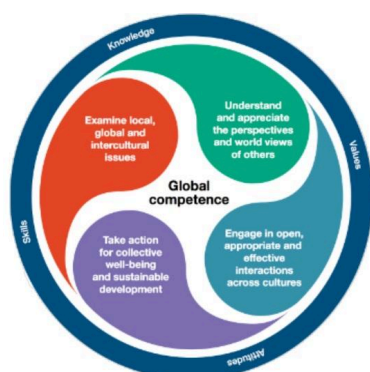 Knowledge
Examine local,
global and
intercultural
issues
Understand
and appreciate
the perspectives
and world views
of others
Values
Global
competence
Skills
Take action
for collective
well-being
and sustainable
development
Engage in open,
appropriate and
effective
interactions
across cultures
Attitudes